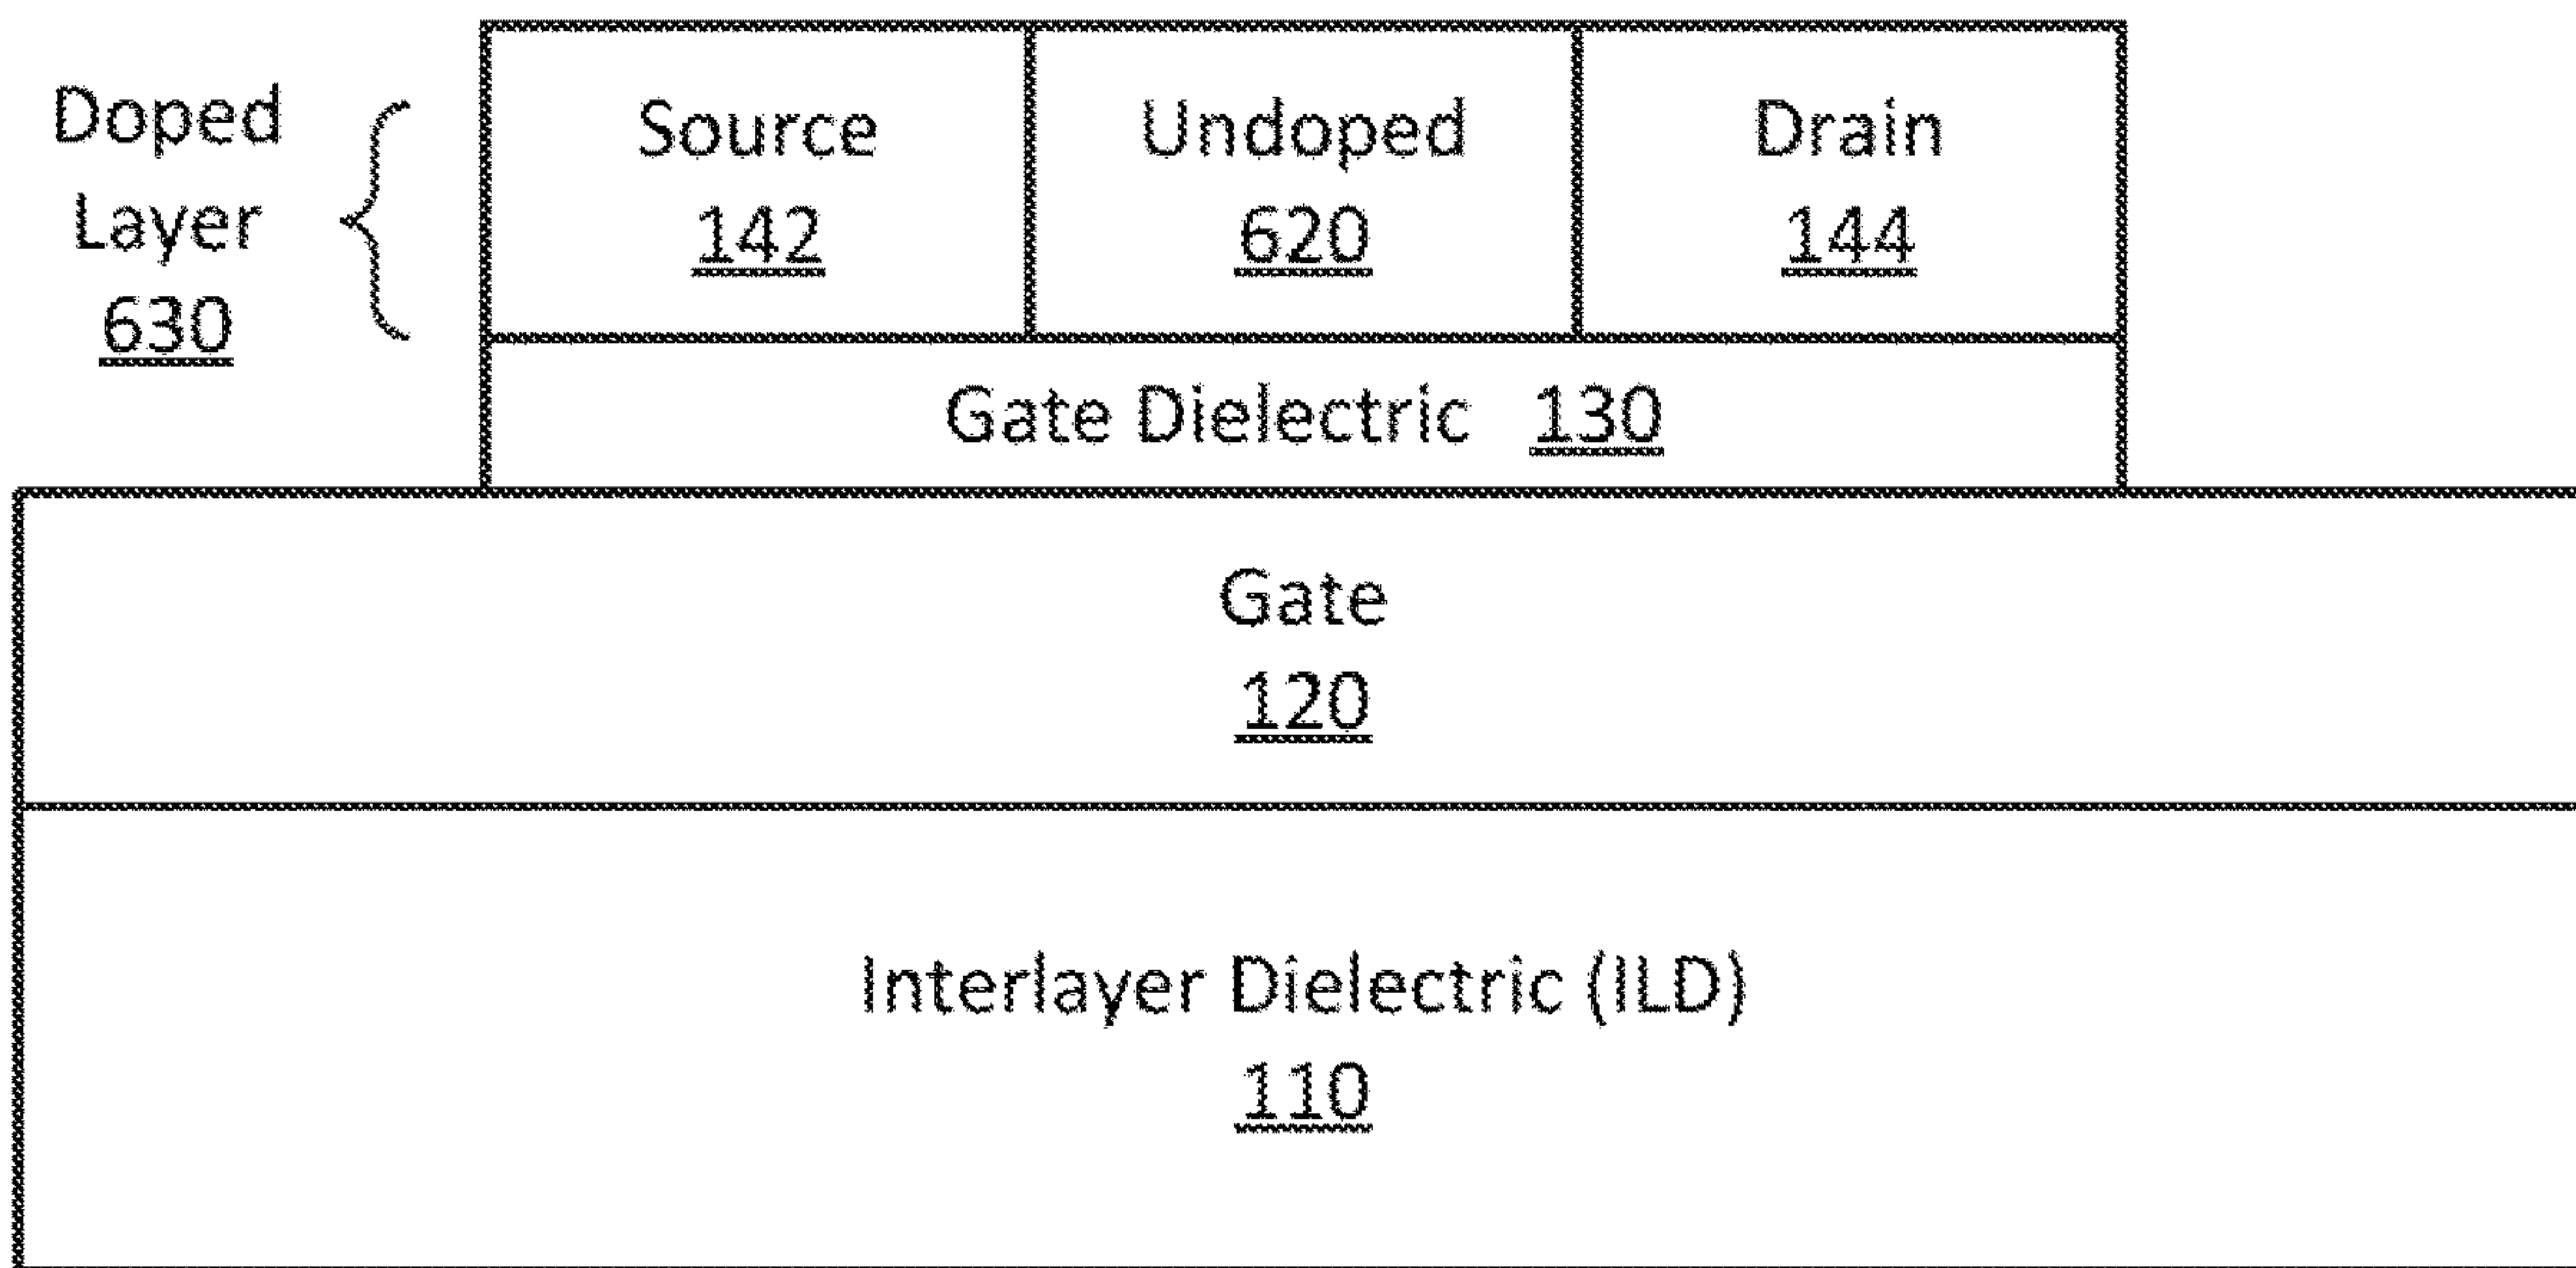 Doped
Layer
630
Source
142
Undoped
620
Drain
144
Gate Dielectric 130
Gate
120
Interlayer Dielectric (ILD)
110